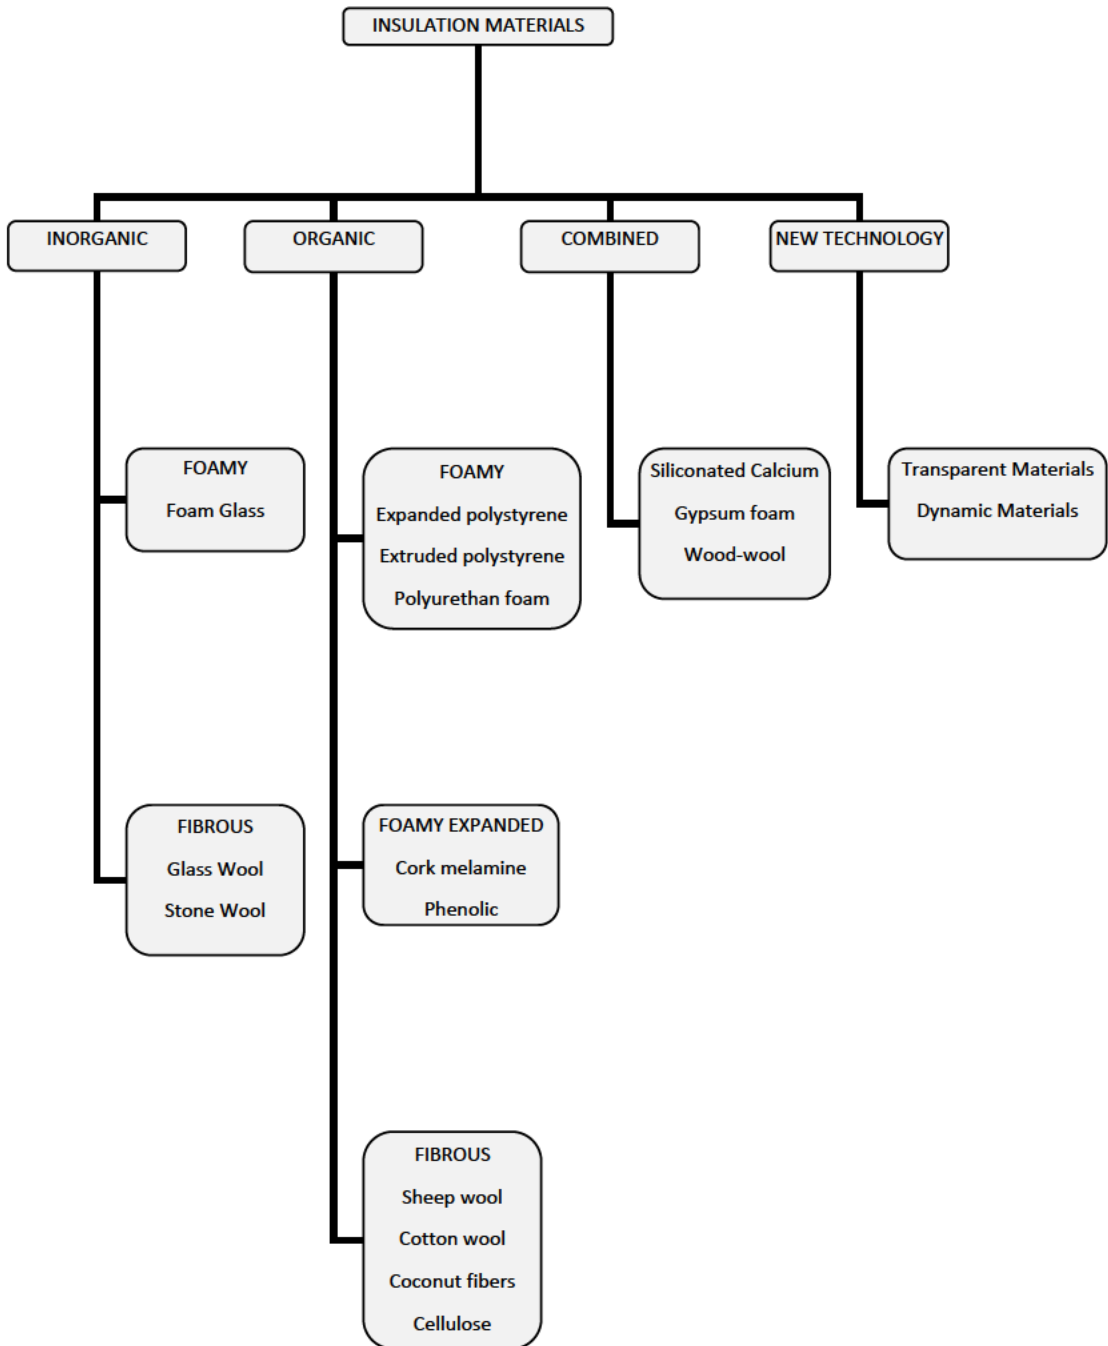 INSULATION MATERIALS
INORGANIC
ORGANIC
COMBINED
NEW TECHNOLOGY
FOAMY
Foam Glass
FOAMY
Expanded polystyrene
Extruded polystyrene
Polyurethan foam
Siliconated Calcium
Gypsum foam
Wood-wool
Transparent Materials
Dynamic Materials
FIBROUS
Glass Wool
Stone Wool
FOAMY EXPANDED
Cork melamine
Phenolic
FIBROUS
Sheep wool
Cotton wool
Coconut fibers
Cellulose